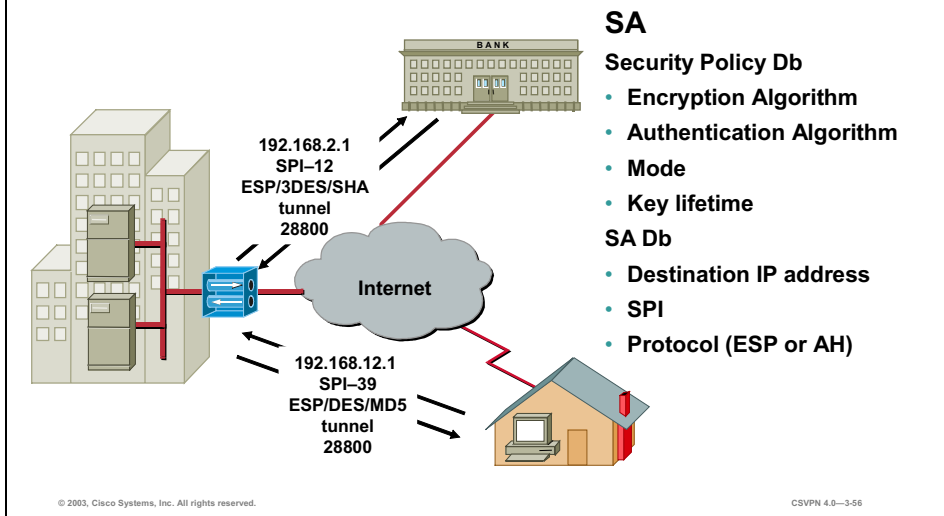 BANK
192.168.2.1
SPI–12
ESP/3DES/SHA
tunnel
28800
Internet
192.168.12.1
SPI–39
ESP/DES/MD5
tunnel
28800
SA
Security Policy Db
• Encryption Algorithm
• Authentication Algorithm
• Mode
• Key lifetime
SA Db
• Destination IP address
• SPI
• Protocol (ESP or AH)
© 2003, Cisco Systems, Inc. All rights reserved.
CSVPN 4.0—3-56